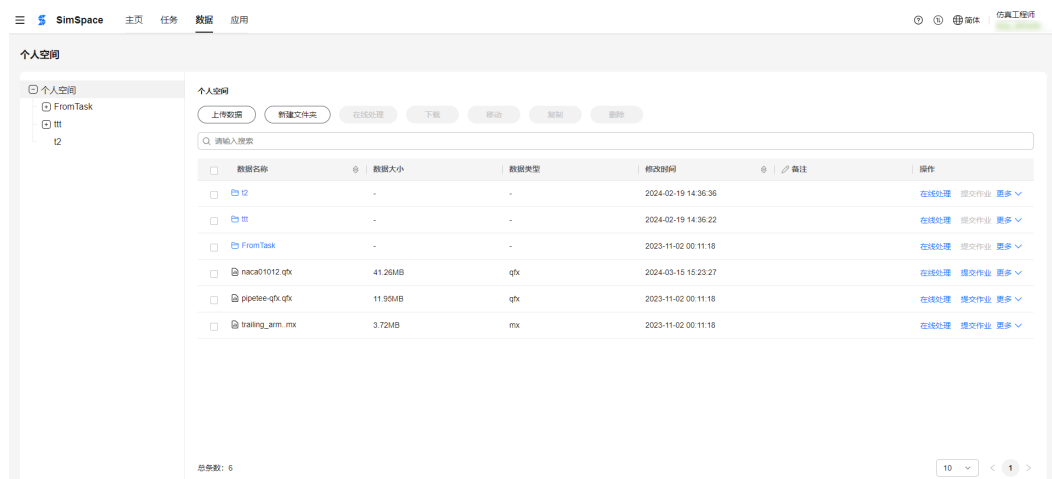 SimSpace 主页 任务 数据 应用 简体 仿真工程师
个人空间
个人空间
FromTask
ttt
t2
个人空间
上传数据 新建文件夹 在线处理 下载 移动 复制 删除
请输入搜索
数据名称 数据大小 数据类型 修改时间 备注 操作
t2 - - 2024-02-19 14:36:36 在线处理 提交作业 更多
ttt - - 2024-02-19 14:36:22 在线处理 提交作业 更多
FromTask - - 2023-11-02 00:11:18 在线处理 提交作业 更多
naca01012.qfx 41.26MB qfx 2024-03-15 15:23:27 在线处理 提交作业 更多
pipetee-qfx.qfx 11.95MB qfx 2023-11-02 00:11:18 在线处理 提交作业 更多
trailing_arm..mx 3.72MB mx 2023-11-02 00:11:18 在线处理 提交作业 更多
总条数: 6 10 < 1 >